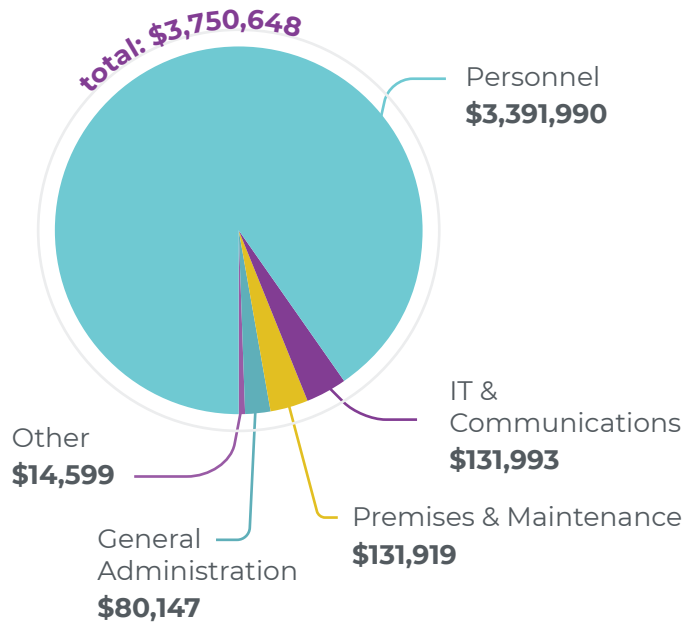 total: $3,750,648
Personnel
$3,391,990
IT &
Communications
$131,993
Premises & Maintenance
$131,919
General
Administration
$80,147
Other
$14,599